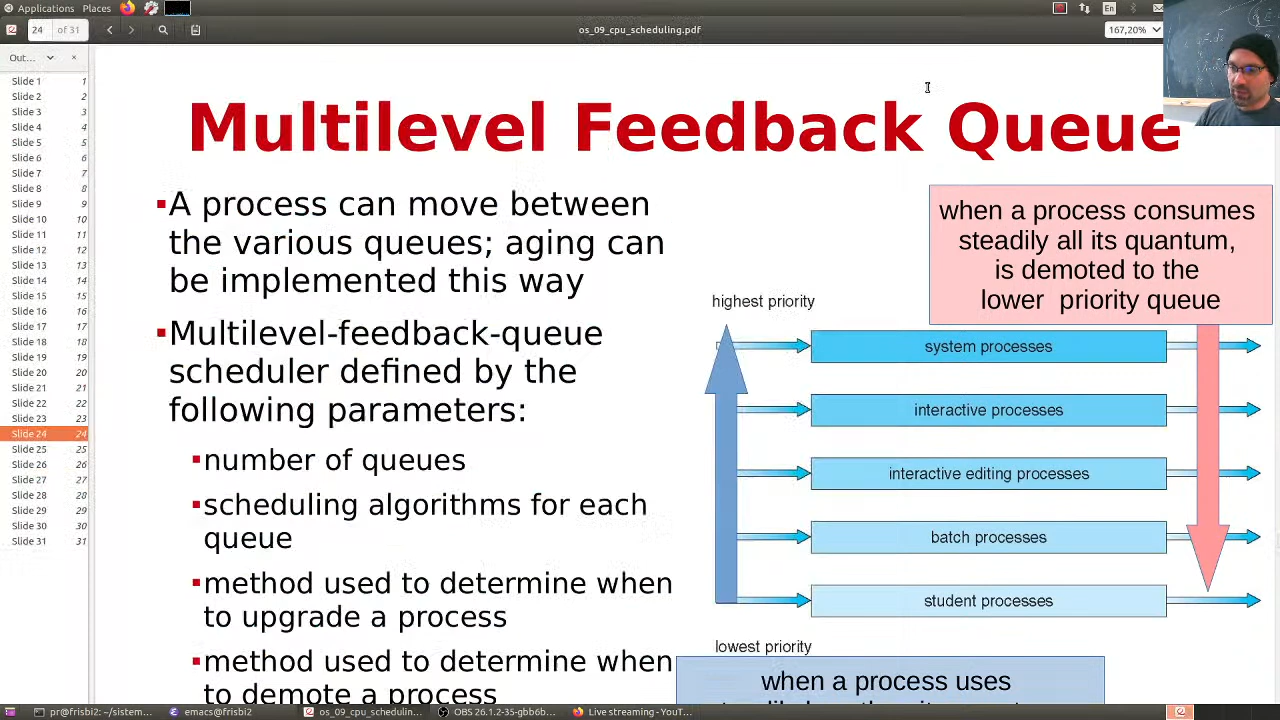 Applications Places
En
24 of 31
os_09_cpu_scheduling.pdf
167,20%
Out...
Slide 1 1
Slide 2 2
Slide 3 3
Slide 4 4
Slide 5 5
Slide 6 6
Slide 7 7
Slide 8 8
Slide 9 9
Slide 10 10
Slide 11 11
Slide 12 12
Slide 13 13
Slide 14 14
Slide 15 15
Slide 16 16
Slide 17 17
Slide 18 18
Slide 19 19
Slide 20 20
Slide 21 21
Slide 22 22
Slide 23 23
Slide 24 24
Slide 25 25
Slide 26 26
Slide 27 27
Slide 28 28
Slide 29 29
Slide 30 30
Slide 31 31
Multilevel Feedback Queue
▪A process can move between
the various queues; aging can
be implemented this way
▪Multilevel-feedback-queue
scheduler defined by the
following parameters:
▪number of queues
▪scheduling algorithms for each
queue
▪method used to determine when
to upgrade a process
▪method used to determine when
to demote a process
when a process consumes
steadily all its quantum,
is demoted to the
lower priority queue
highest priority
system processes
interactive processes
interactive editing processes
batch processes
student processes
lowest priority
when a process uses
pr@frisbi2: ~/sistem...
emacs@frisbi2
os_09_cpu_schedulin...
OBS 26.1.2-35-gbb6b...
Live streaming - YouT...